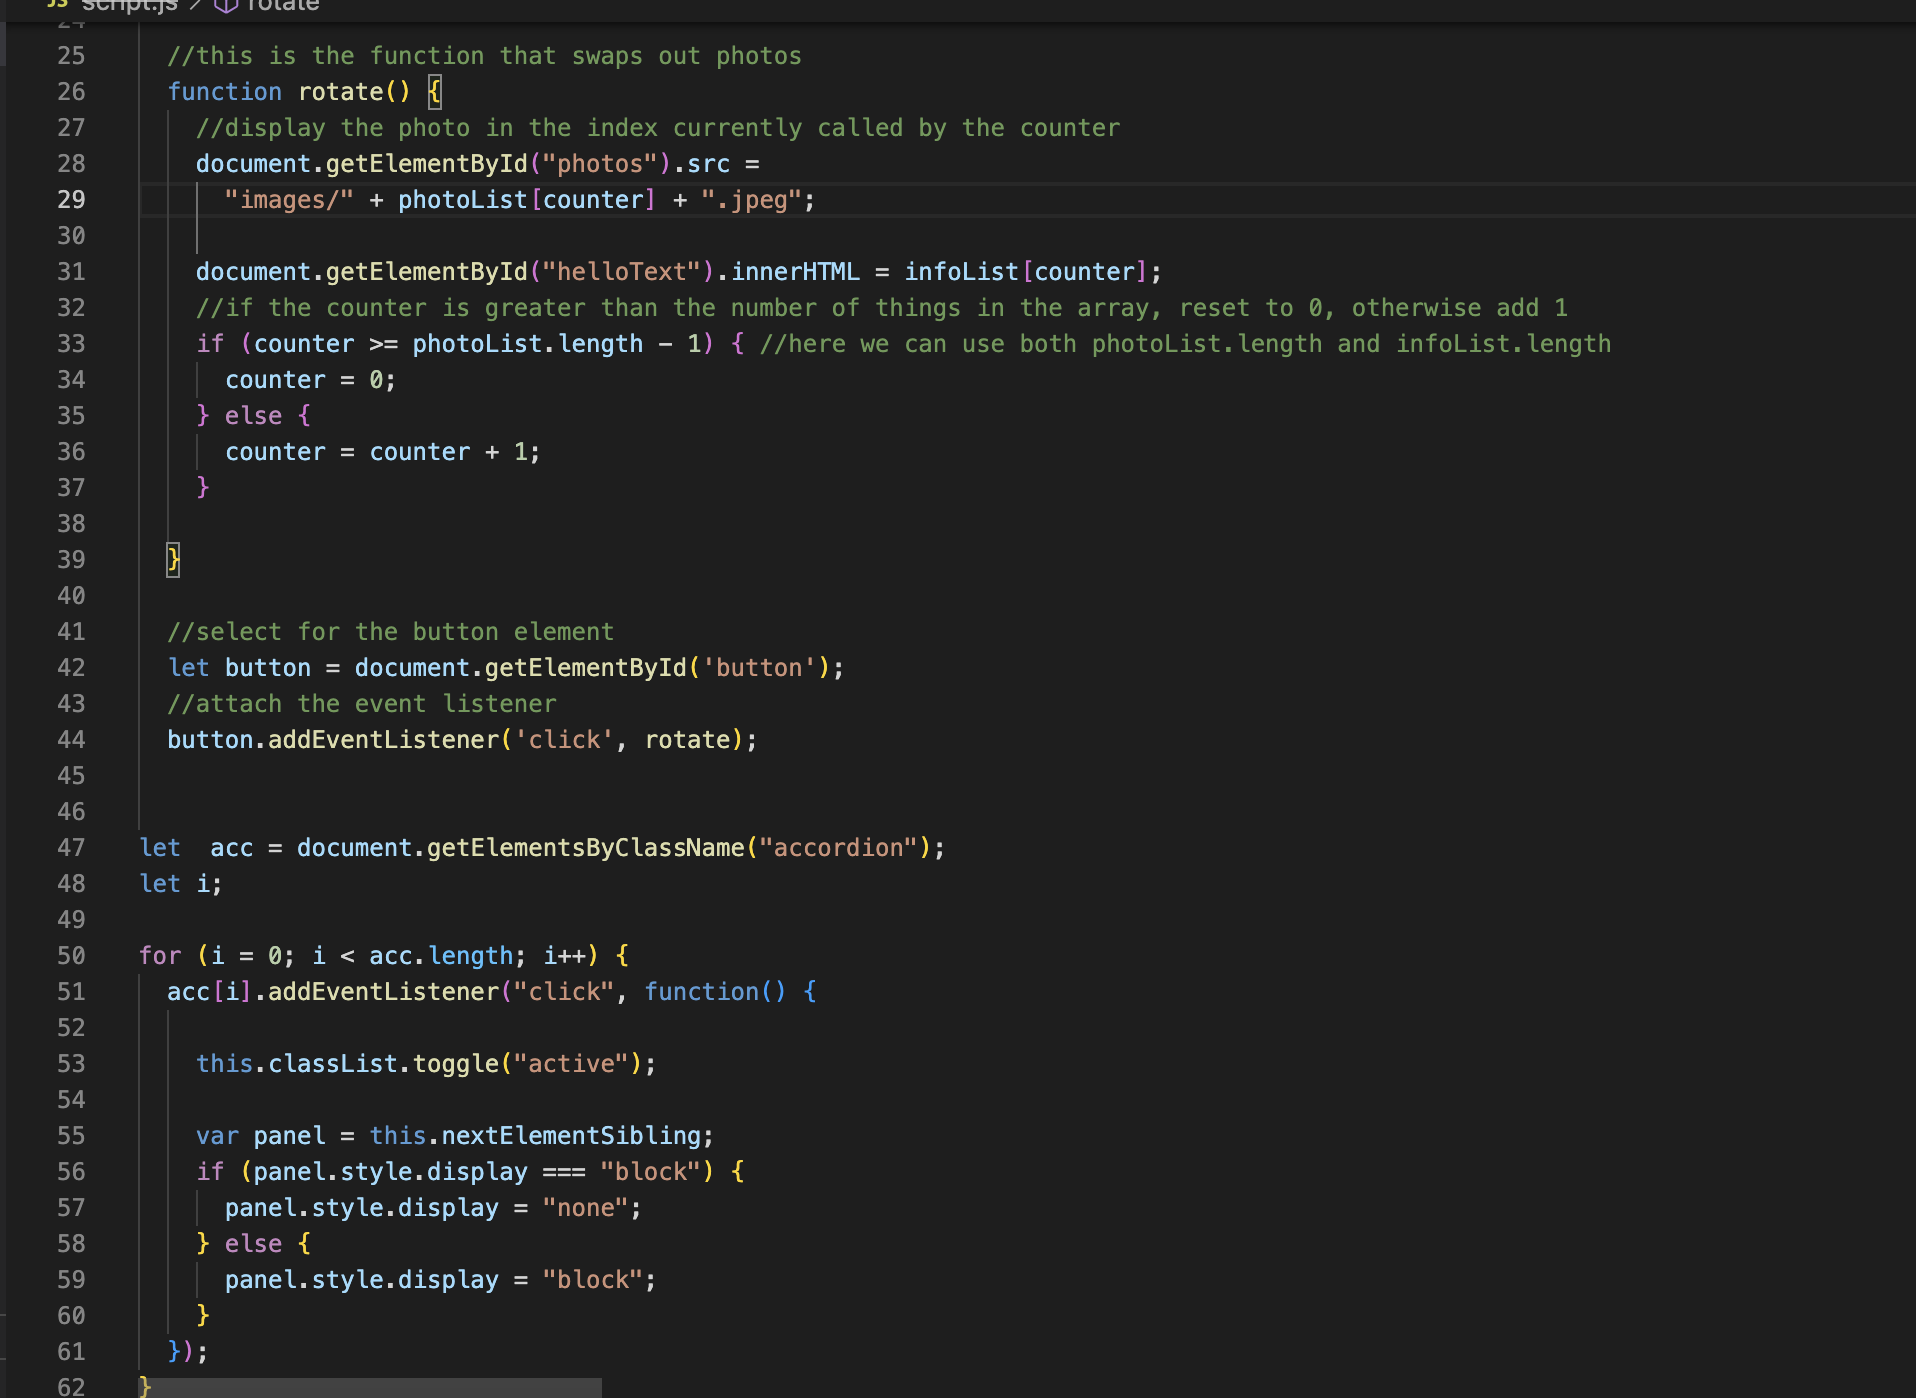 JS script.js > rotate
24
25 //this is the function that swaps out photos
26 function rotate() {
27 //display the photo in the index currently called by the counter
28 document.getElementById("photos").src =
29 "images/" + photoList[counter] + ".jpeg";
30
31 document.getElementById("helloText").innerHTML = infoList[counter];
32 //if the counter is greater than the number of things in the array, reset to 0, otherwise add 1
33 if (counter >= photoList.length - 1) { //here we can use both photoList.length and infoList.length
34 counter = 0;
35 } else {
36 counter = counter + 1;
37 }
38
39 }
40
41 //select for the button element
42 let button = document.getElementById('button');
43 //attach the event listener
44 button.addEventListener('click', rotate);
45
46
47 let  acc = document.getElementsByClassName("accordion");
48 let i;
49
50 for (i = 0; i < acc.length; i++) {
51 acc[i].addEventListener("click", function() {
52
53 this.classList.toggle("active");
54
55 var panel = this.nextElementSibling;
56 if (panel.style.display === "block") {
57 panel.style.display = "none";
58 } else {
59 panel.style.display = "block";
60 }
61 });
62 }